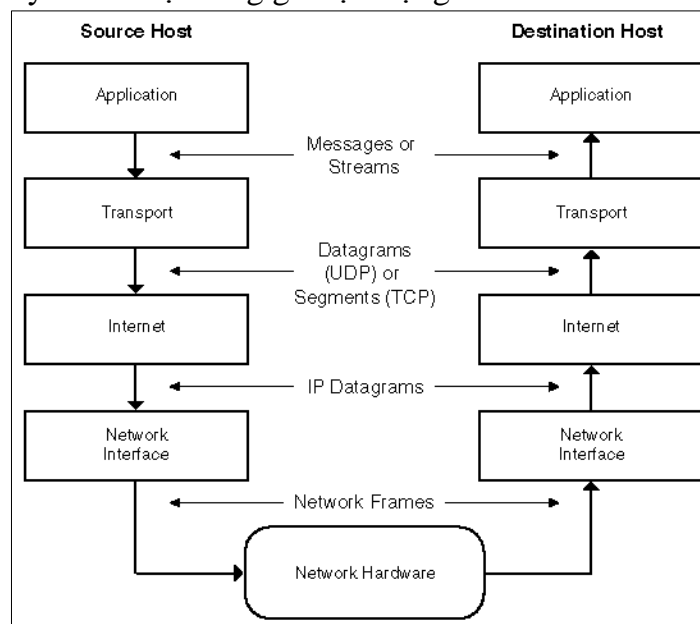 Source Host
Destination Host
Application
Application
Messages or
Streams
Transport
Transport
Datagrams
(UDP) or
Segments (TCP)
Internet
Internet
IP Datagrams
Network
Interface
Network
Interface
Network Frames
Network Hardware